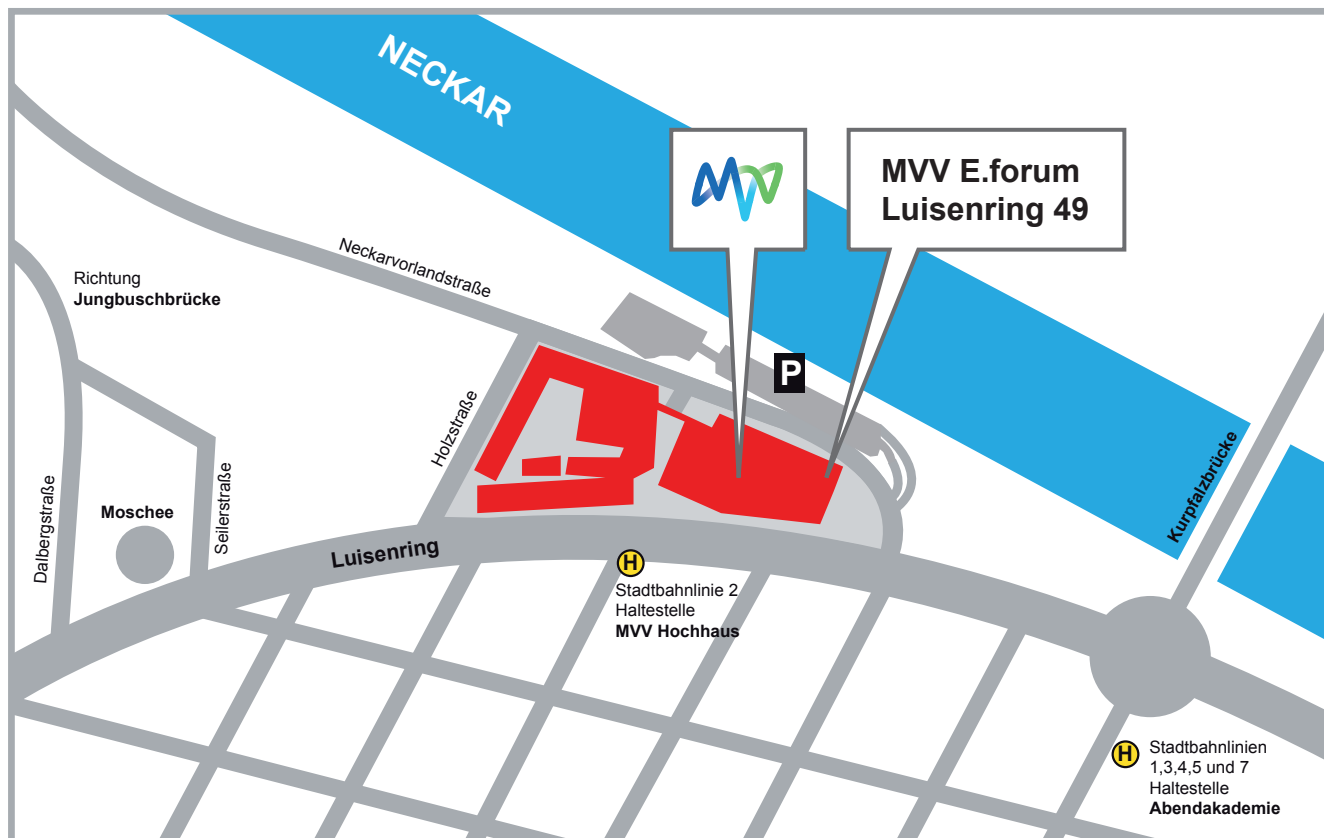 NECKAR
MVV
MVV E.forum
Luisenring 49
Neckarvorlandstraße
Richtung
Jungbuschbrücke
P
Holzstraße
Kurpfalzbrücke
Dalbergstraße
Moschee
Seilerstraße
Luisenring
H
Stadtbahnlinie 2
Haltestelle
MVV Hochhaus
H
Stadtbahnlinien
1,3,4,5 und 7
Haltestelle
Abendakademie